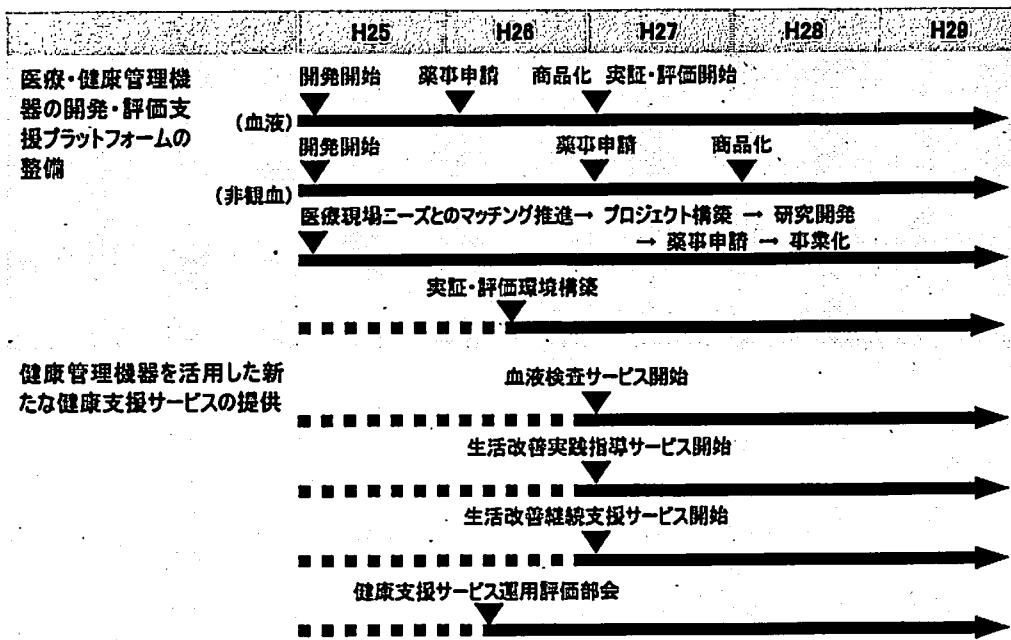 H25 H26 H27 H28 H29
医療・健康管理機
器の開発・評価支
援プラットフォームの
整備
開発開始 薬事申請 商品化 実証・評価開始
(血液)
開発開始 薬事申請 商品化
(非観血)
医療現場ニーズとのマッチング推進→ プロジェクト構築 → 研究開発
→ 薬事申請 → 事業化
実証・評価環境構築
健康管理機器を活用した新
たな健康支援サービスの提供
血液検査サービス開始
生活改善実践指導サービス開始
生活改善継続支援サービス開始
健康支援サービス運用評価部会